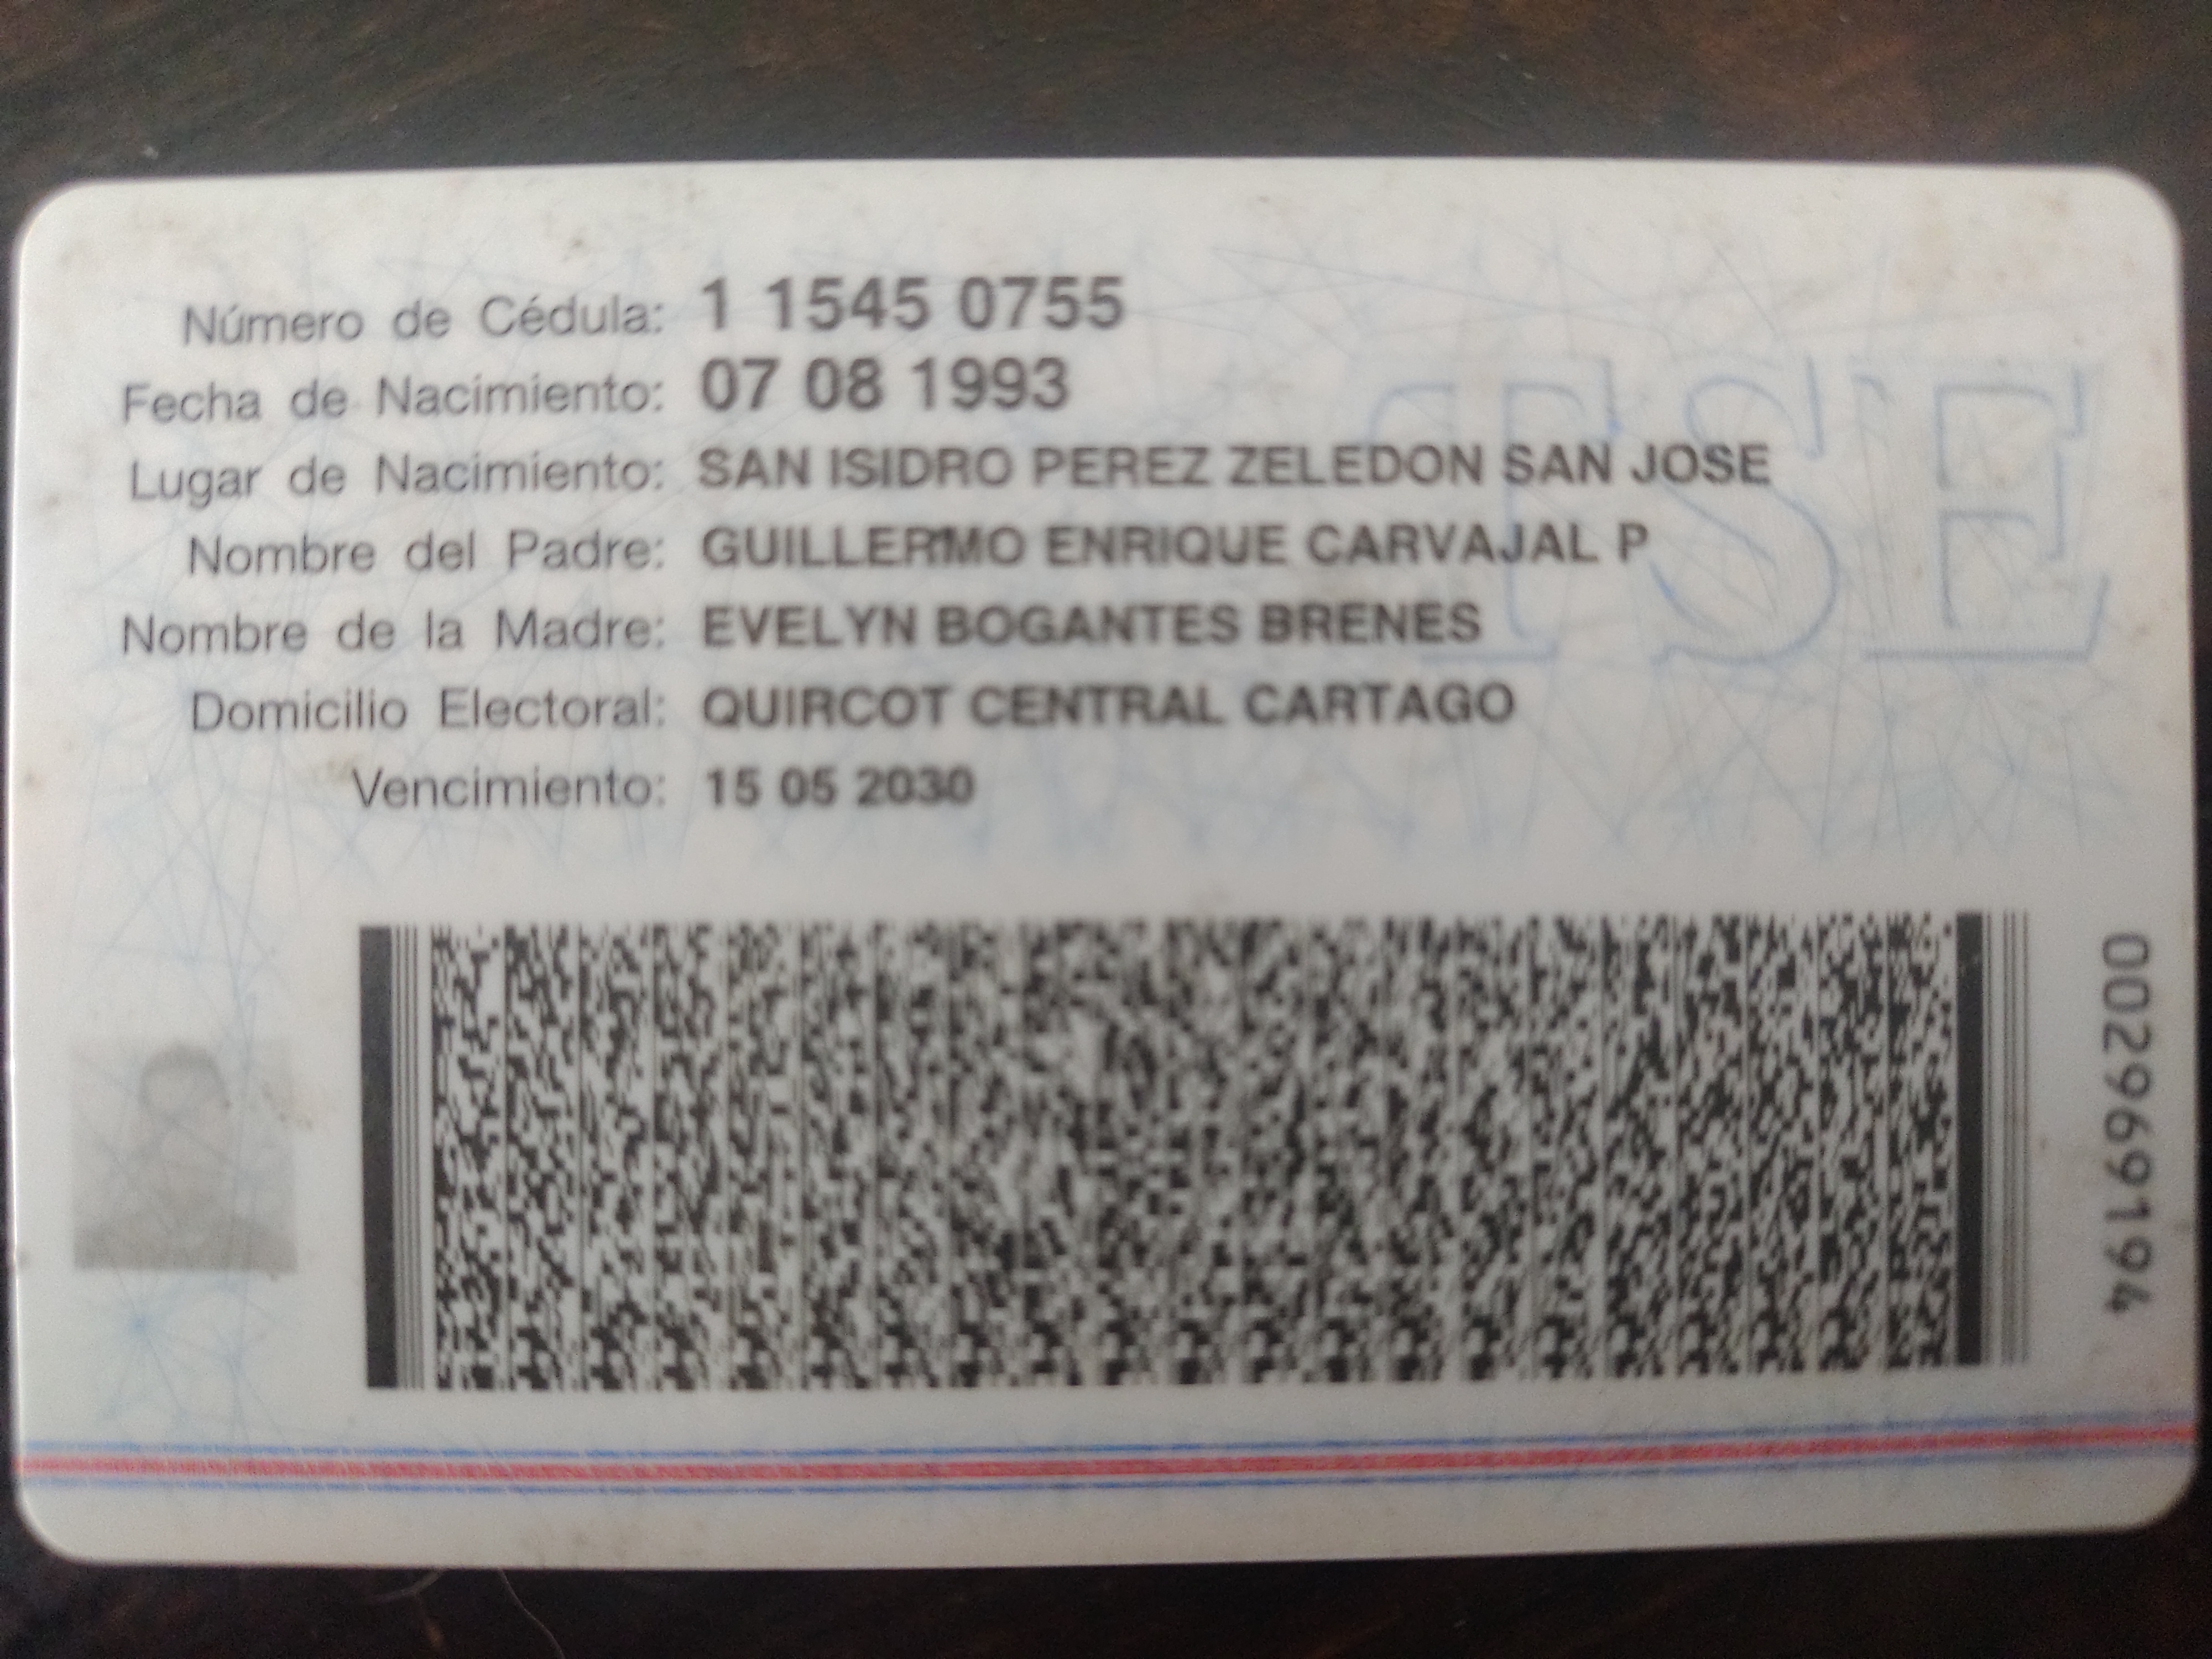 Número de Cédula: 1 1545 0755
Fecha de Nacimiento: 07 08 1993
Lugar de Nacimiento: SAN ISIDRO PEREZ ZELEDON SAN JOSE
Nombre del Padre: GUILLERMO ENRIQUE CARVAJAL P
Nombre de la Madre: EVELYN BOGANTES BRENES
Domicilio Electoral: QUIRCOT CENTRAL CARTAGO
Vencimiento: 15 05 2030
TSE
0029691194